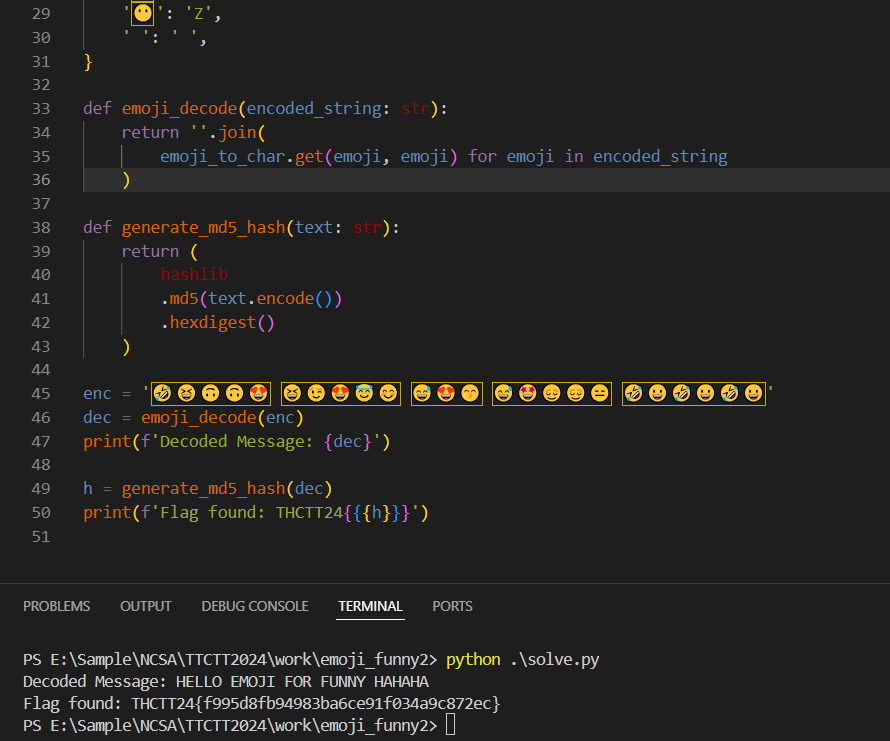 29 '😶': 'Z',
30 ' ': ' ',
31 }
32
33 def emoji_decode(encoded_string: str):
34 return ''.join(
35 emoji_to_char.get(emoji, emoji) for emoji in encoded_string
36 )
37
38 def generate_md5_hash(text: str):
39 return (
40 hashlib
41 .md5(text.encode())
42 .hexdigest()
43 )
44
45 enc = '🤣😆🙃🙃😍 😆😉😍😇😊 😅😍😙 😅🤩😔😔😑 🤣😀🤣😀🤣😀'
46 dec = emoji_decode(enc)
47 print(f'Decoded Message: {dec}')
48
49 h = generate_md5_hash(dec)
50 print(f'Flag found: THCTT24{{{h}}}')
51
PROBLEMS OUTPUT DEBUG CONSOLE TERMINAL PORTS
PS E:\Sample\NCSA\TTCTT2024\work\emoji_funny2> python .\solve.py
Decoded Message: HELLO EMOJI FOR FUNNY HAHAHA
Flag found: THCTT24{f995d8fb94983ba6ce91f034a9c872ec}
PS E:\Sample\NCSA\TTCTT2024\work\emoji_funny2>